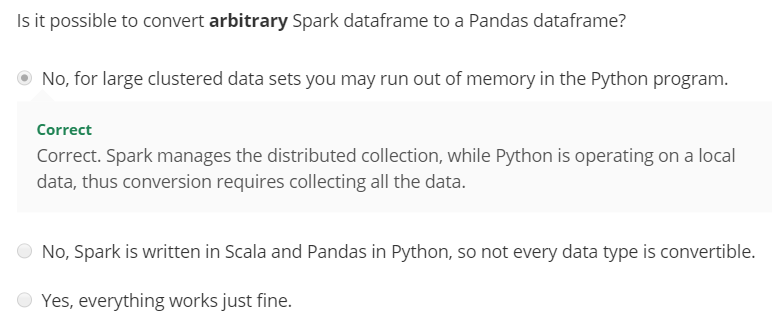 Is it possible to convert arbitrary Spark dataframe to a Pandas dataframe?
No, for large clustered data sets you may run out of memory in the Python program.
Correct
Correct. Spark manages the distributed collection, while Python is operating on a local
data, thus conversion requires collecting all the data.
No, Spark is written in Scala and Pandas in Python, so not every data type is convertible.
Yes, everything works just fine.